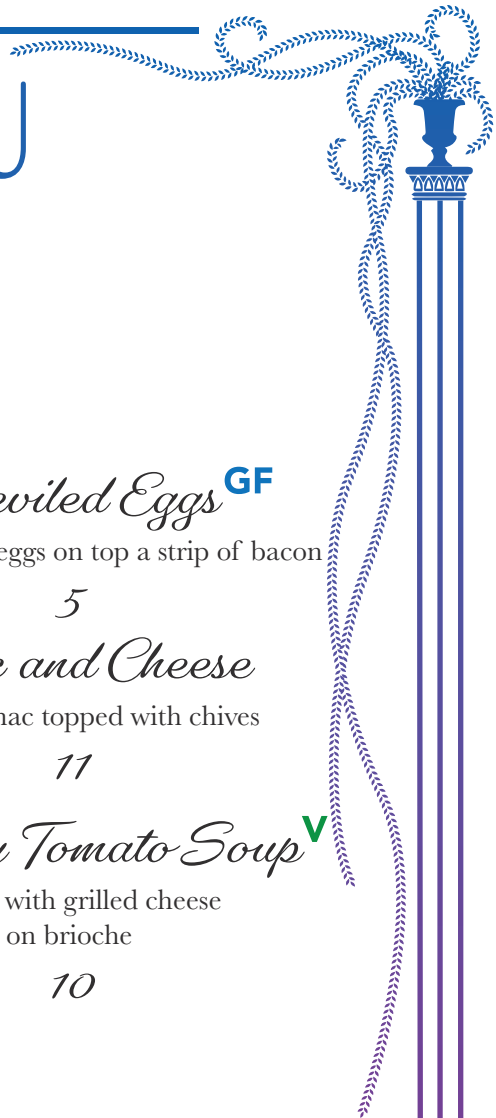 eviled Eggs GF
eggs on top a strip of bacon
5
and Cheese
mac topped with chives
11
Tomato Soup V
with grilled cheese
on brioche
10